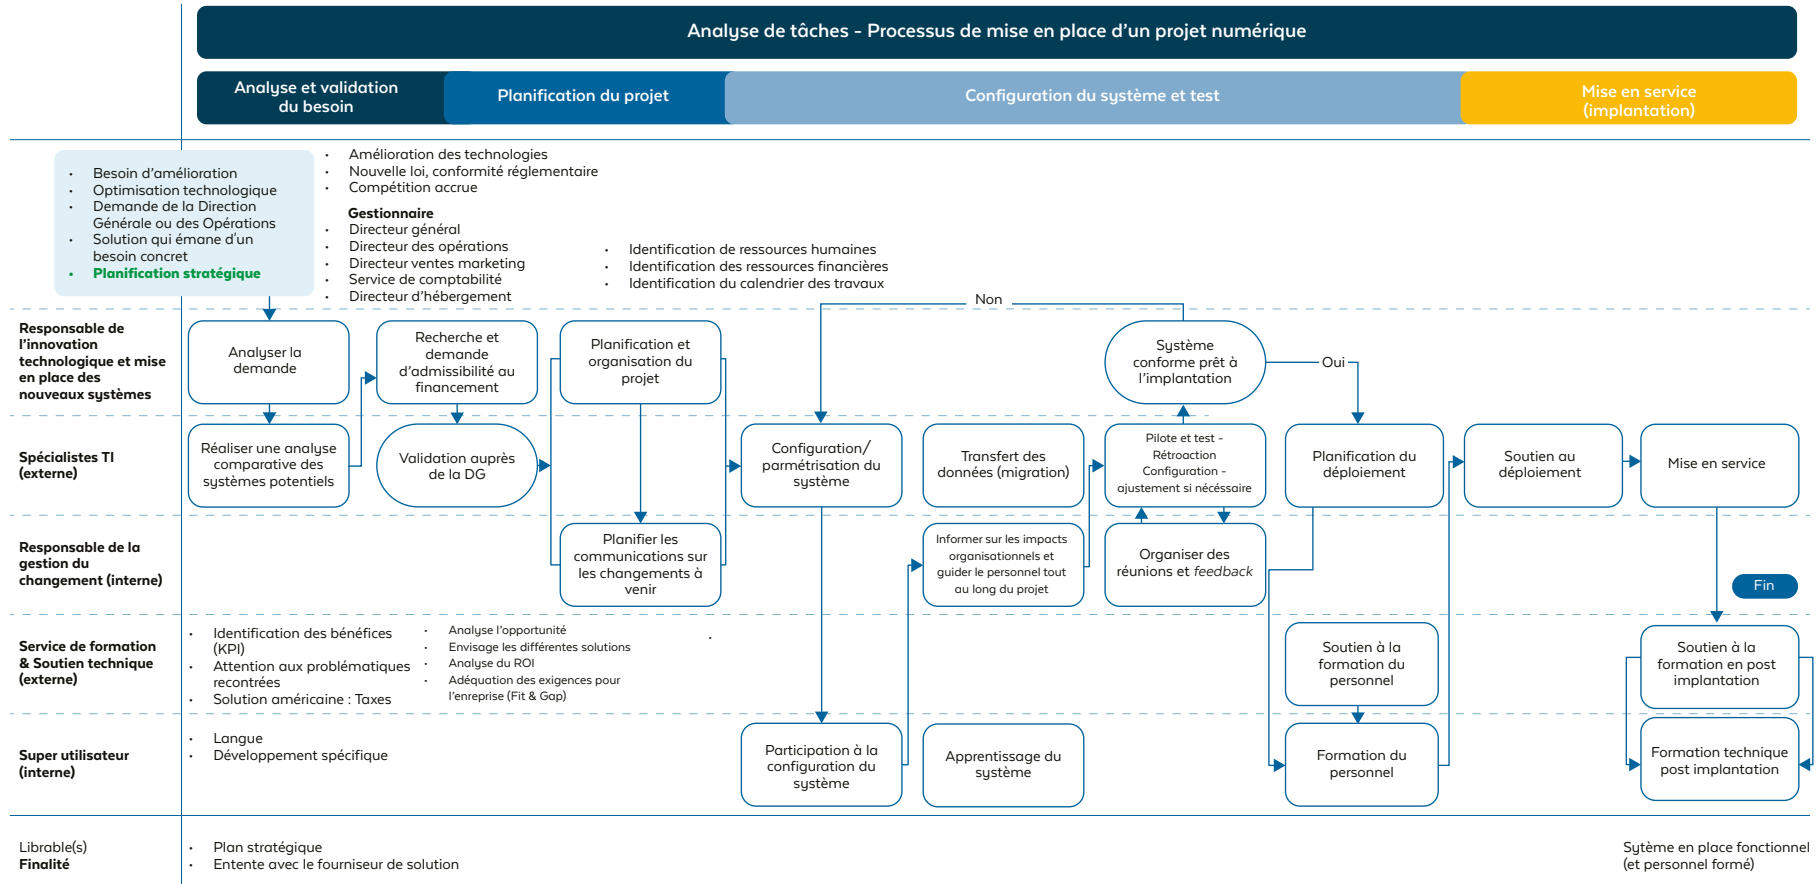 Analyse de tâches - Processus de mise en place d'un projet numérique
Analyse et validation
du besoin
Planification du projet
Configuration du système et test
Mise en service
(implantation)
• Besoin d'amélioration
• Optimisation technologique
• Demande de la Direction
Générale ou des Opérations
• Solution qui émane d'un
besoin concret
• Planification stratégique
• Amélioration des technologies
• Nouvelle loi, conformité réglementaire
• Compétition accrue
Gestionnaire
• Directeur général
• Directeur des opérations
• Directeur ventes marketing
• Service de comptabilité
• Directeur d'hébergement
• Identification de ressources humaines
• Identification des ressources financières
• Identification du calendrier des travaux
Non
Responsable de
l'innovation
technologique et mise
en place des
nouveaux systèmes
Analyser la
demande
Recherche et
demande
d'admissibilité au
financement
Planification et
organisation du
projet
Système
conforme prêt à
l'implantation
Oui
Spécialistes TI
(externe)
Réaliser une analyse
comparative des
systèmes potentiels
Validation auprès
de la DG
Configuration/
parmétrisation du
système
Transfert des
données (migration)
Pilote et test -
Rétroaction
Configuration -
ajustement si nécéssaire
Planification du
déploiement
Soutien au
déploiement
Mise en service
Responsable de la
gestion du
changement (interne)
Planifier les
communications sur
les changements à
venir
Informer sur les impacts
organisationnels et
guider le personnel tout
au long du projet
Organiser des
réunions et feedback
Fin
Service de formation
& Soutien technique
(externe)
• Identification des bénéfices
(KPI)
• Attention aux problématiques
recontrées
• Solution américaine : Taxes
• Analyse l'opportunité
• Envisage les différentes solutions
• Analyse du ROI
• Adéquation des exigences pour
l'enreprise (Fit & Gap)
•
Soutien à la
formation du
personnel
Soutien à la
formation en post
implantation
Super utilisateur
(interne)
• Langue
• Développement spécifique
Participation à la
configuration du
système
Apprentissage du
système
Formation du
personnel
Formation technique
post implantation
Librable(s)
Finalité
• Plan stratégique
• Entente avec le fourniseur de solution
Sytème en place fonctionnel
(et personnel formé)